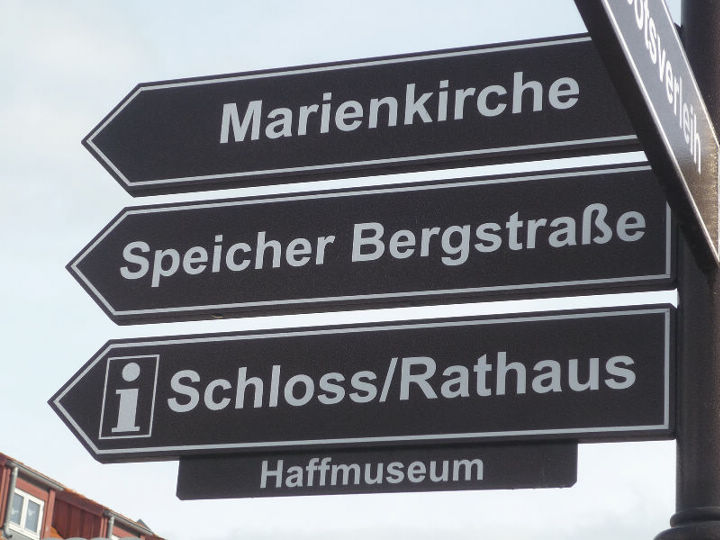 Marienkirche
Speicher Bergstraße
i Schloss/Rathaus
Haffmuseum